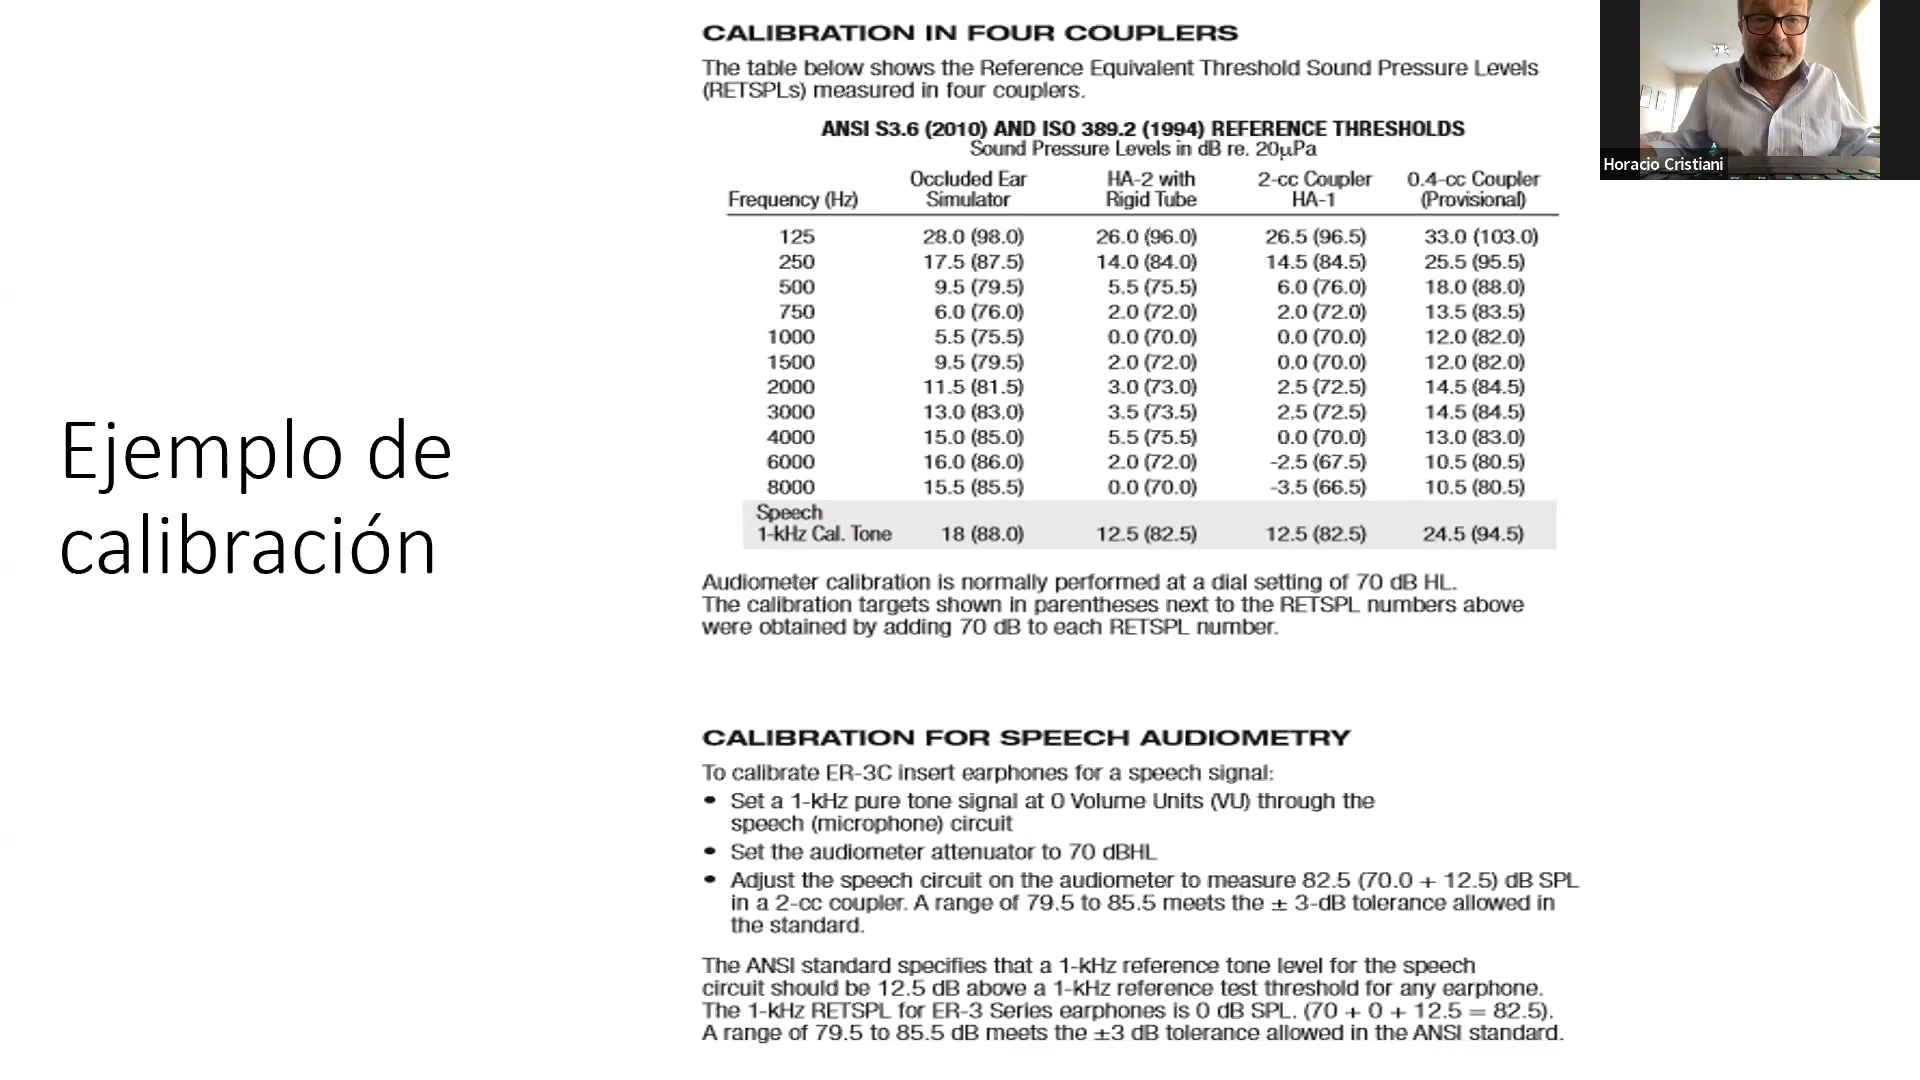 Ejemplo de
calibración
CALIBRATION IN FOUR COUPLERS
The table below shows the Reference Equivalent Threshold Sound Pressure Levels
(RETSPLs) measured in four couplers.
ANSI S3.6 (2010) AND ISO 389.2 (1994) REFERENCE THRESHOLDS
Sound Pressure Levels in dB re. 20µPa
Occluded Ear HA-2 with 2-cc Coupler 0.4-cc Coupler
Frequency (Hz) Simulator Rigid Tube HA-1 (Provisional)
125 28.0 (98.0) 26.0 (96.0) 26.5 (96.5) 33.0 (103.0)
250 17.5 (87.5) 14.0 (84.0) 14.5 (84.5) 25.5 (95.5)
500 9.5 (79.5) 5.5 (75.5) 6.0 (76.0) 18.0 (88.0)
750 6.0 (76.0) 2.0 (72.0) 2.0 (72.0) 13.5 (83.5)
1000 5.5 (75.5) 0.0 (70.0) 0.0 (70.0) 12.0 (82.0)
1500 9.5 (79.5) 2.0 (72.0) 0.0 (70.0) 12.0 (82.0)
2000 11.5 (81.5) 3.0 (73.0) 2.5 (72.5) 14.5 (84.5)
3000 13.0 (83.0) 3.5 (73.5) 2.5 (72.5) 14.5 (84.5)
4000 15.0 (85.0) 5.5 (75.5) 0.0 (70.0) 13.0 (83.0)
6000 16.0 (86.0) 2.0 (72.0) -2.5 (67.5) 10.5 (80.5)
8000 15.5 (85.5) 0.0 (70.0) -3.5 (66.5) 10.5 (80.5)
Speech
1-kHz Cal. Tone 18 (88.0) 12.5 (82.5) 12.5 (82.5) 24.5 (94.5)
Audiometer calibration is normally performed at a dial setting of 70 dB HL.
The calibration targets shown in parentheses next to the RETSPL numbers above
were obtained by adding 70 dB to each RETSPL number.
CALIBRATION FOR SPEECH AUDIOMETRY
To calibrate ER-3C insert earphones for a speech signal:
• Set a 1-kHz pure tone signal at 0 Volume Units (VU) through the
speech (microphone) circuit
• Set the audiometer attenuator to 70 dBHL
• Adjust the speech circuit on the audiometer to measure 82.5 (70.0 + 12.5) dB SPL
in a 2-cc coupler. A range of 79.5 to 85.5 meets the ± 3-dB tolerance allowed in
the standard.
The ANSI standard specifies that a 1-kHz reference tone level for the speech
circuit should be 12.5 dB above a 1-kHz reference test threshold for any earphone.
The 1-kHz RETSPL for ER-3 Series earphones is 0 dB SPL. (70 + 0 + 12.5 = 82.5).
A range of 79.5 to 85.5 dB meets the ±3 dB tolerance allowed in the ANSI standard.
Horacio Cristiani